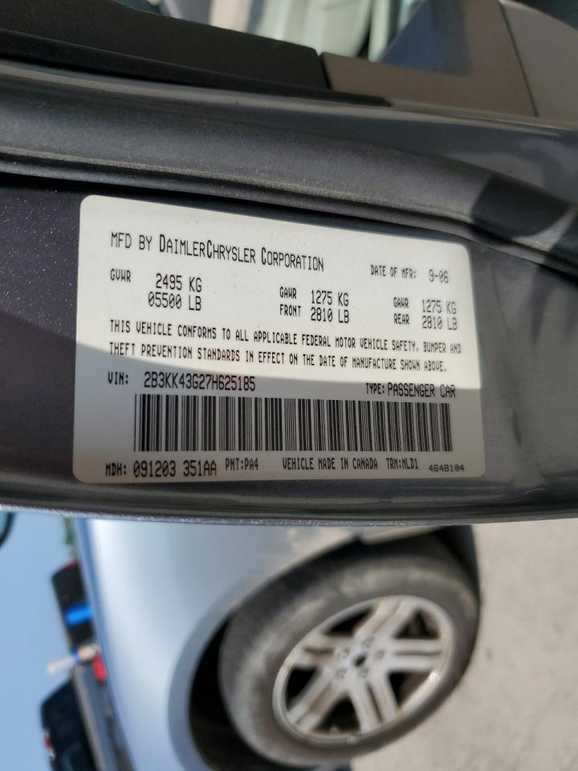 MFD BY DAIMLERCHRYSLER CORPORATION DATE OF MFR: 9-06
GVWR 2495 KG GAWR 1275 KG GAWR 1275 KG
05500 LB FRONT 2810 LB REAR 2810 LB
THIS VEHICLE CONFORMS TO ALL APPLICABLE FEDERAL MOTOR VEHICLE SAFETY, BUMPER AND
THEFT PREVENTION STANDARDS IN EFFECT ON THE DATE OF MANUFACTURE SHOWN ABOVE.
VIN: 2B3KK43G27H625185 TYPE: PASSENGER CAR
MDH: 091203 351AA PNT: PA4 VEHICLE MADE IN CANADA TRM: MLD1 4648104